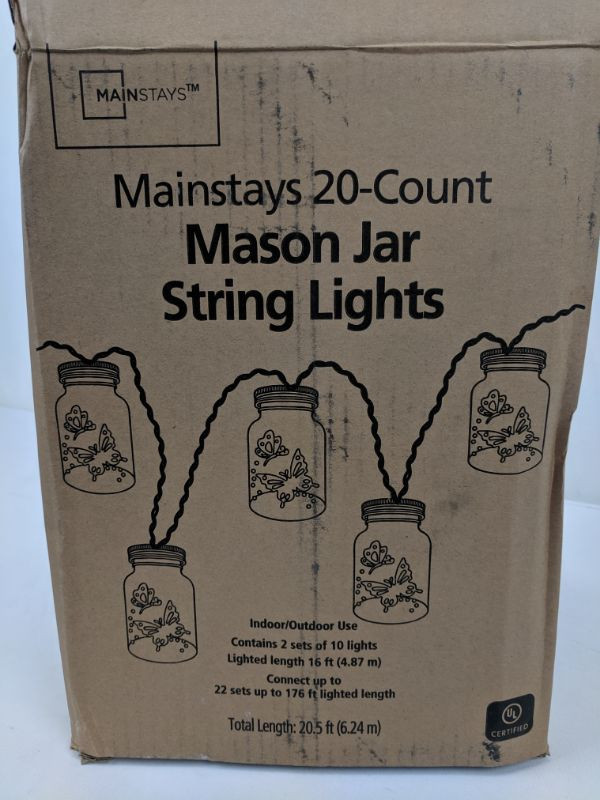 MAINSTAYS™
Mainstays 20-Count
Mason Jar
String Lights
Indoor/Outdoor Use
Contains 2 sets of 10 lights
Lighted length 16 ft (4.87 m)
Connect up to
22 sets up to 176 ft lighted length
Total Length: 20.5 ft (6.24 m)
UL
CERTIFIED